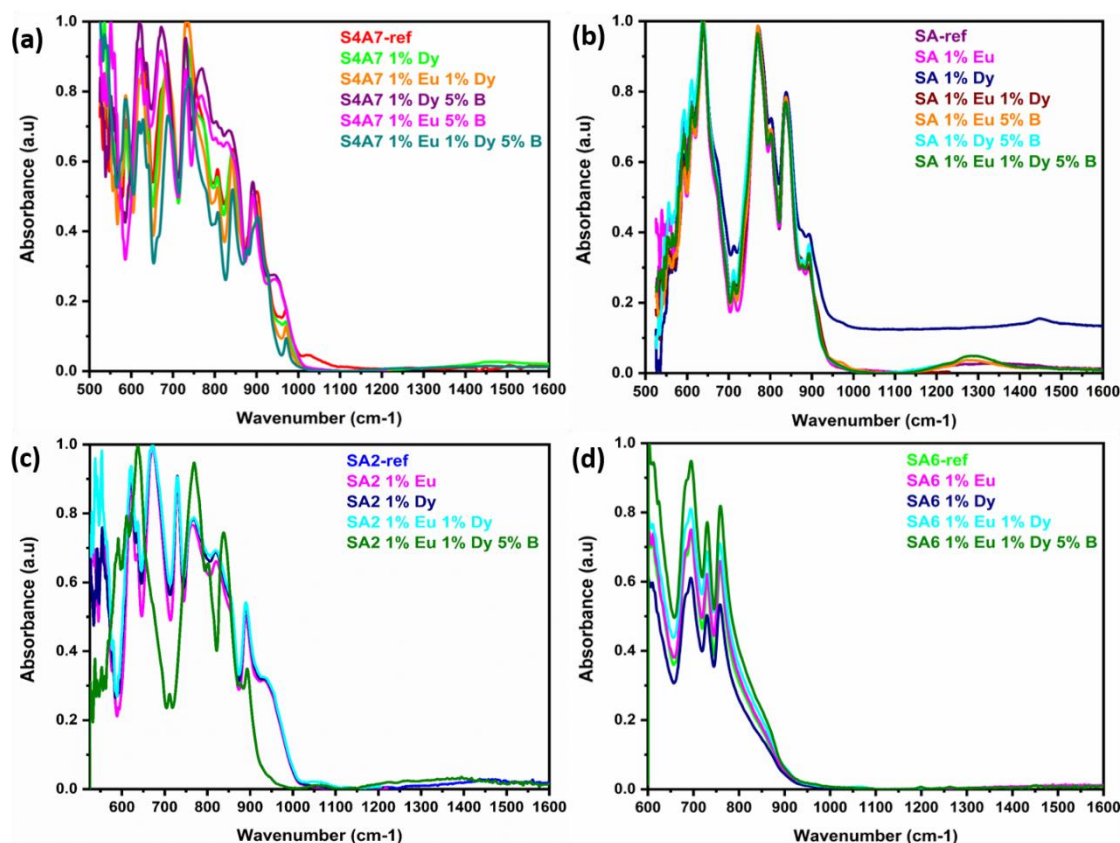 (a)
S4A7-ref
S4A7 1% Dy
S4A7 1% Eu 1% Dy
S4A7 1% Dy 5% B
S4A7 1% Eu 5% B
S4A7 1% Eu 1% Dy 5% B
Absorbance (a.u)
1.0
0.8
0.6
0.4
0.2
0.0
500 600 700 800 900 1000 1100 1200 1300 1400 1500 1600
Wavenumber (cm-1)
(b)
SA-ref
SA 1% Eu
SA 1% Dy
SA 1% Eu 1% Dy
SA 1% Eu 5% B
SA 1% Dy 5% B
SA 1% Eu 1% Dy 5% B
Absorbance (a.u)
1.0
0.8
0.6
0.4
0.2
0.0
500 600 700 800 900 1000 1100 1200 1300 1400 1500 1600
Wavenumber (cm-1)
(c)
SA2-ref
SA2 1% Eu
SA2 1% Dy
SA2 1% Eu 1% Dy
SA2 1% Eu 1% Dy 5% B
Absorbance (a.u)
1.0
0.8
0.6
0.4
0.2
0.0
600 700 800 900 1000 1100 1200 1300 1400 1500 1600
Wavenumber (cm-1)
(d)
SA6-ref
SA6 1% Eu
SA6 1% Dy
SA6 1% Eu 1% Dy
SA6 1% Eu 1% Dy 5% B
Absorbance (a.u)
1.0
0.8
0.6
0.4
0.2
0.0
600 700 800 900 1000 1100 1200 1300 1400 1500 1600
Wavenumber (cm-1)